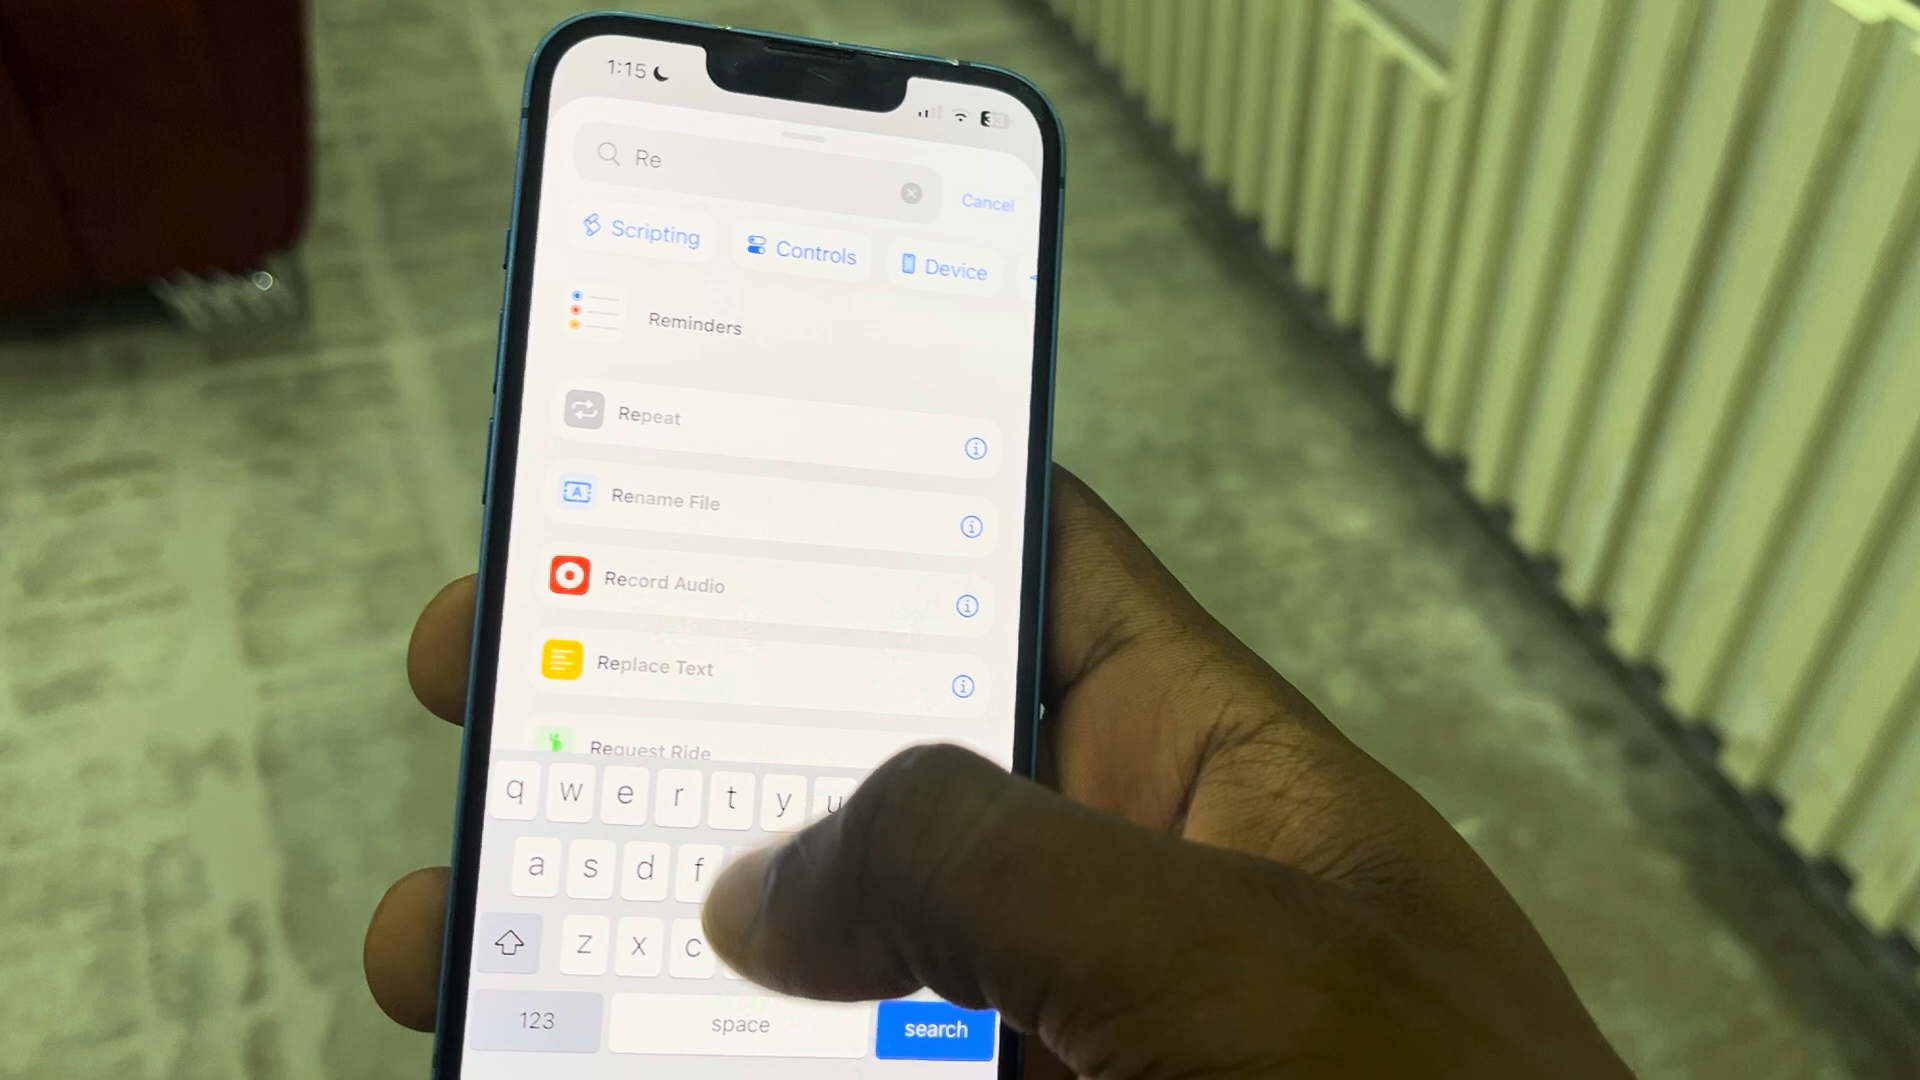 1:15
Re
Cancel
Scripting
Controls
Device
Reminders
Repeat
Rename File
Record Audio
Replace Text
Request Ride
q w e r t y u
a s d f
z x c
123
space
search